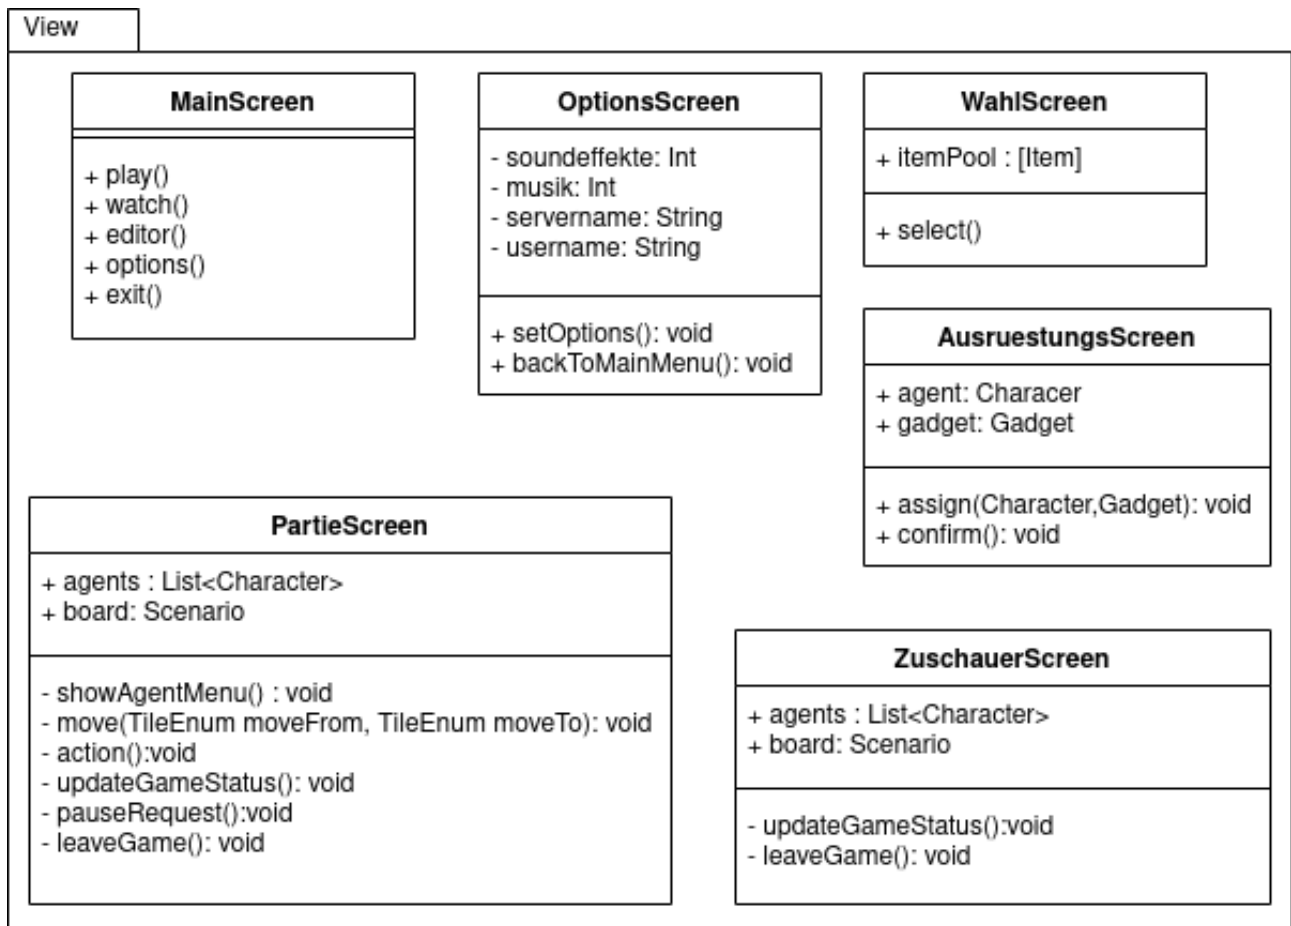 View
MainScreen
+ play()
+ watch()
+ editor()
+ options()
+ exit()
OptionsScreen
- soundeffekte: Int
- musik: Int
- servername: String
- username: String
+ setOptions(): void
+ backToMainMenu(): void
WahlScreen
+ itemPool : [Item]
+ select()
AusruestungsScreen
+ agent: Characer
+ gadget: Gadget
+ assign(Character,Gadget): void
+ confirm(): void
PartieScreen
+ agents : List<Character>
+ board: Scenario
- showAgentMenu() : void
- move(TileEnum moveFrom, TileEnum moveTo): void
- action():void
- updateGameStatus(): void
- pauseRequest():void
- leaveGame(): void
ZuschauerScreen
+ agents : List<Character>
+ board: Scenario
- updateGameStatus():void
- leaveGame(): void